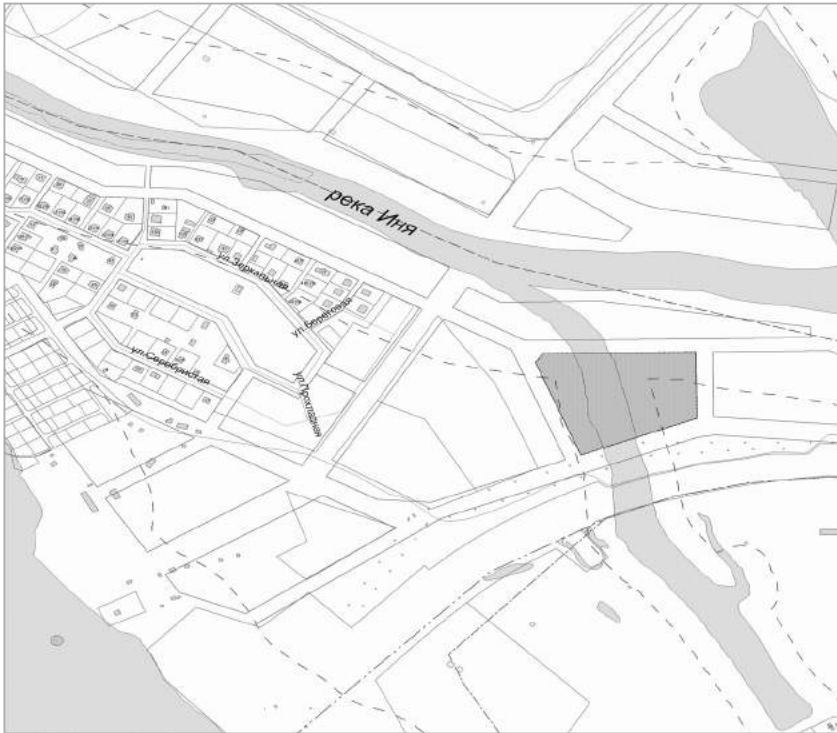 река Иня
ул.Зеркальная
ул.Береговая
ул.Серебристая
ул.Прохладная